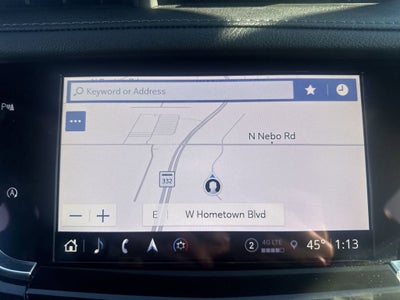 Keyword or Address
N Nebo Rd
332
E W Hometown Blvd
2 4G LTE 45° 1:13